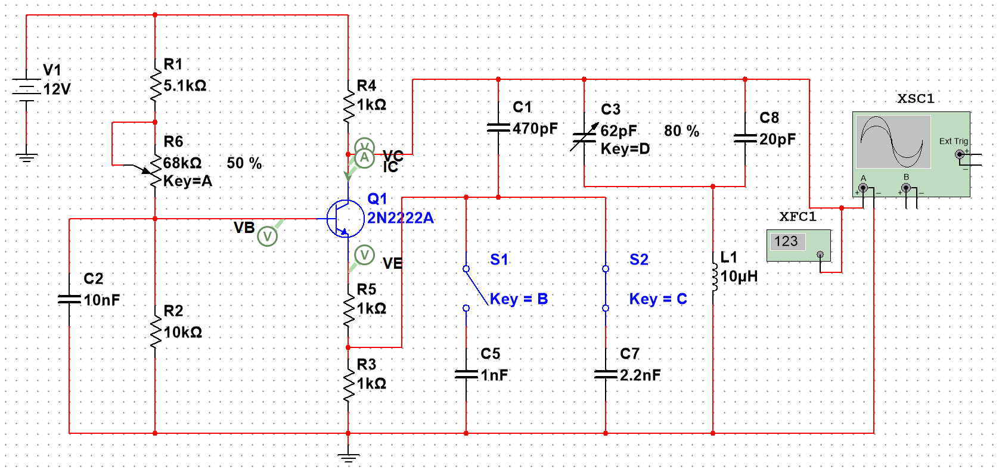 V1
12V
R1
5.1kΩ
R6
68kΩ 50 %
Key=A
R4
1kΩ
V
A
VC
IC
Q1
2N2222A
VB
V
V
VE
C2
10nF
R2
10kΩ
R5
1kΩ
R3
1kΩ
C1
470pF
C3
62pF 80 %
Key=D
C8
20pF
S1
Key = B
S2
Key = C
L1
10µH
C5
1nF
C7
2.2nF
XSC1
Ext Trig
+
−
A
B
+ −
+ −
XFC1
123